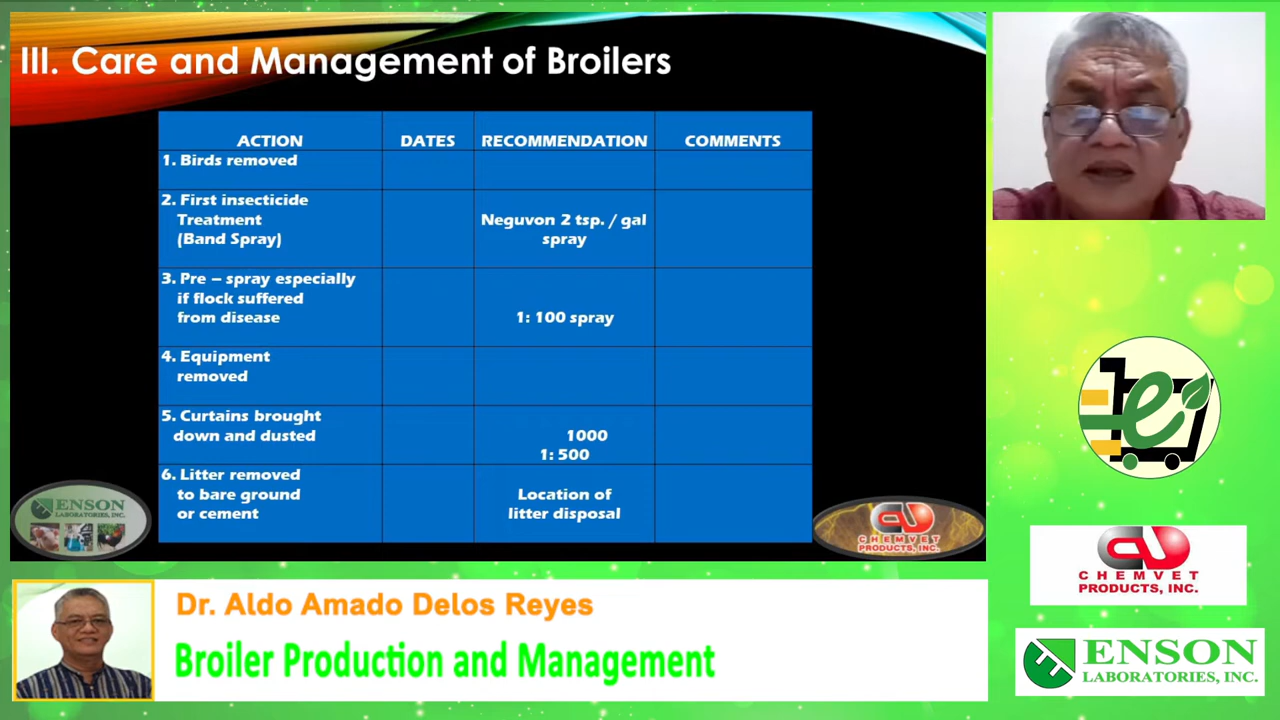 III. Care and Management of Broilers
ACTION DATES RECOMMENDATION COMMENTS
1. Birds removed
2. First insecticide
Treatment
(Band Spray)
Neguvon 2 tsp. / gal
spray
3. Pre – spray especially
if flock suffered
from disease
1: 100 spray
4. Equipment
removed
5. Curtains brought
down and dusted
1000
1: 500
6. Litter removed
to bare ground
or cement
Location of
litter disposal
ENSON
LABORATORIES, INC.
CHEMVET
PRODUCTS, INC.
Dr. Aldo Amado Delos Reyes
Broiler Production and Management
e
CHEMVET
PRODUCTS, INC.
ENSON
LABORATORIES, INC.